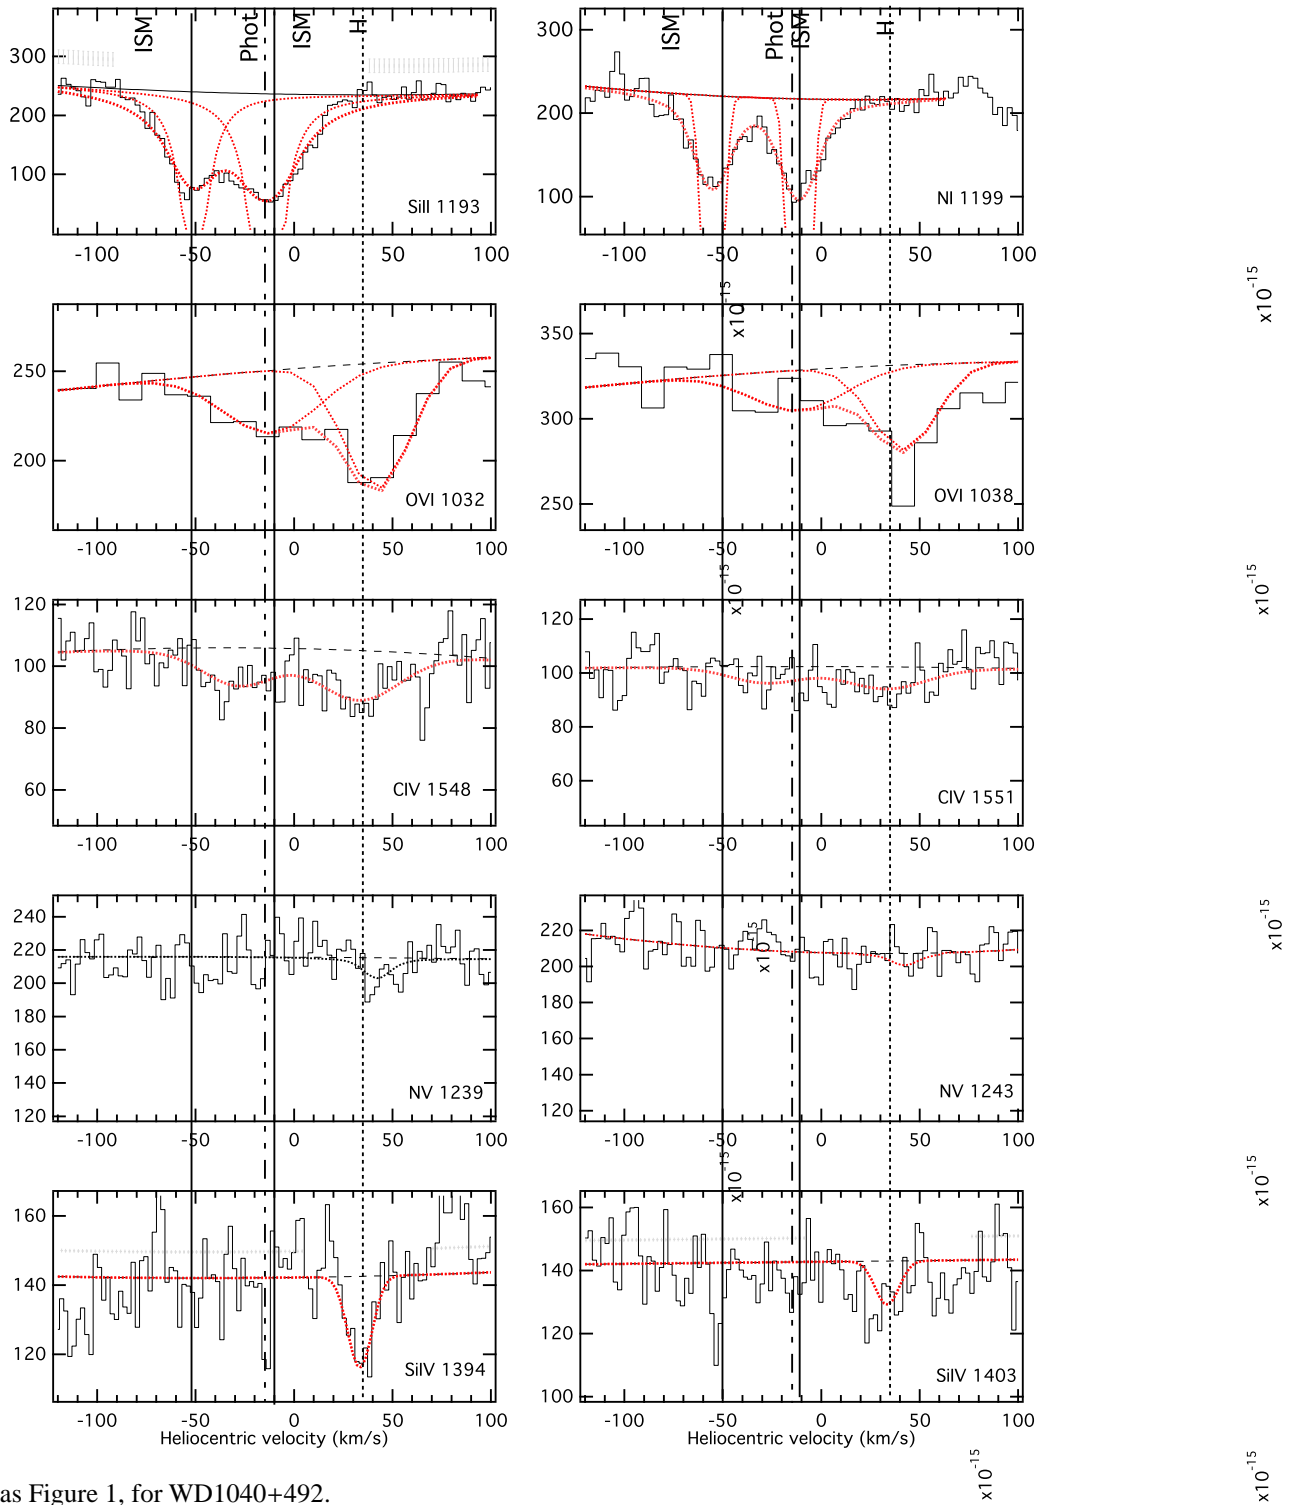 ISM Phot ISM H
300
200
100
SiII 1193
-100 -50 0 50 100
ISM Phot ISM H
300
200
100
NI 1199
-100 -50 0 50 100
x10-15
x10-15
250
200
OVI 1032
-100 -50 0 50 100
350
300
250
OVI 1038
-100 -50 0 50 100
x10-15
x10-15
120
100
80
60
CIV 1548
-100 -50 0 50 100
120
100
80
60
CIV 1551
-100 -50 0 50 100
x10-15
x10-15
240
220
200
180
160
140
120
NV 1239
-100 -50 0 50 100
220
200
180
160
140
120
NV 1243
-100 -50 0 50 100
x10-15
x10-15
160
140
120
SiIV 1394
-100 -50 0 50 100
Heliocentric velocity (km/s)
160
140
120
100
SiIV 1403
-100 -50 0 50 100
Heliocentric velocity (km/s)
x10-15
x10-15
as Figure 1, for WD1040+492.